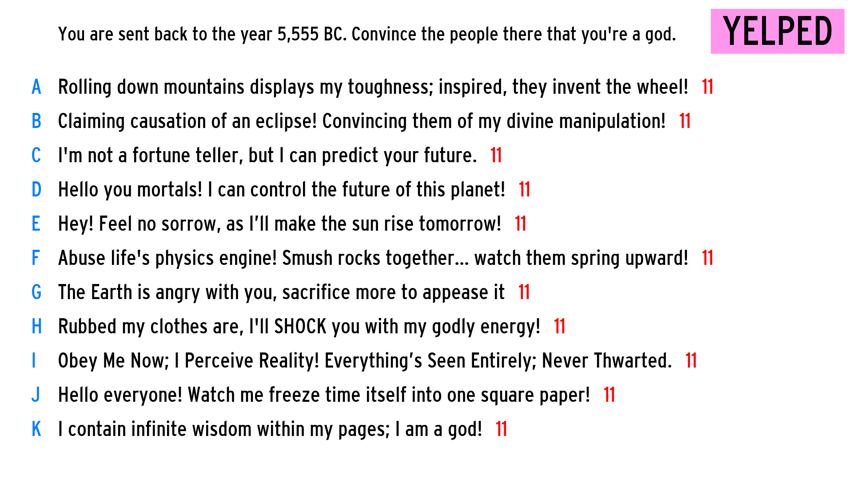 You are sent back to the year 5,555 BC. Convince the people there that you're a god.
YELPED
A Rolling down mountains displays my toughness; inspired, they invent the wheel! 11
B Claiming causation of an eclipse! Convincing them of my divine manipulation! 11
C I'm not a fortune teller, but I can predict your future. 11
D Hello you mortals! I can control the future of this planet! 11
E Hey! Feel no sorrow, as I’ll make the sun rise tomorrow! 11
F Abuse life's physics engine! Smush rocks together... watch them spring upward! 11
G The Earth is angry with you, sacrifice more to appease it 11
H Rubbed my clothes are, I'll SHOCK you with my godly energy! 11
I Obey Me Now; I Perceive Reality! Everything’s Seen Entirely; Never Thwarted. 11
J Hello everyone! Watch me freeze time itself into one square paper! 11
K I contain infinite wisdom within my pages; I am a god! 11